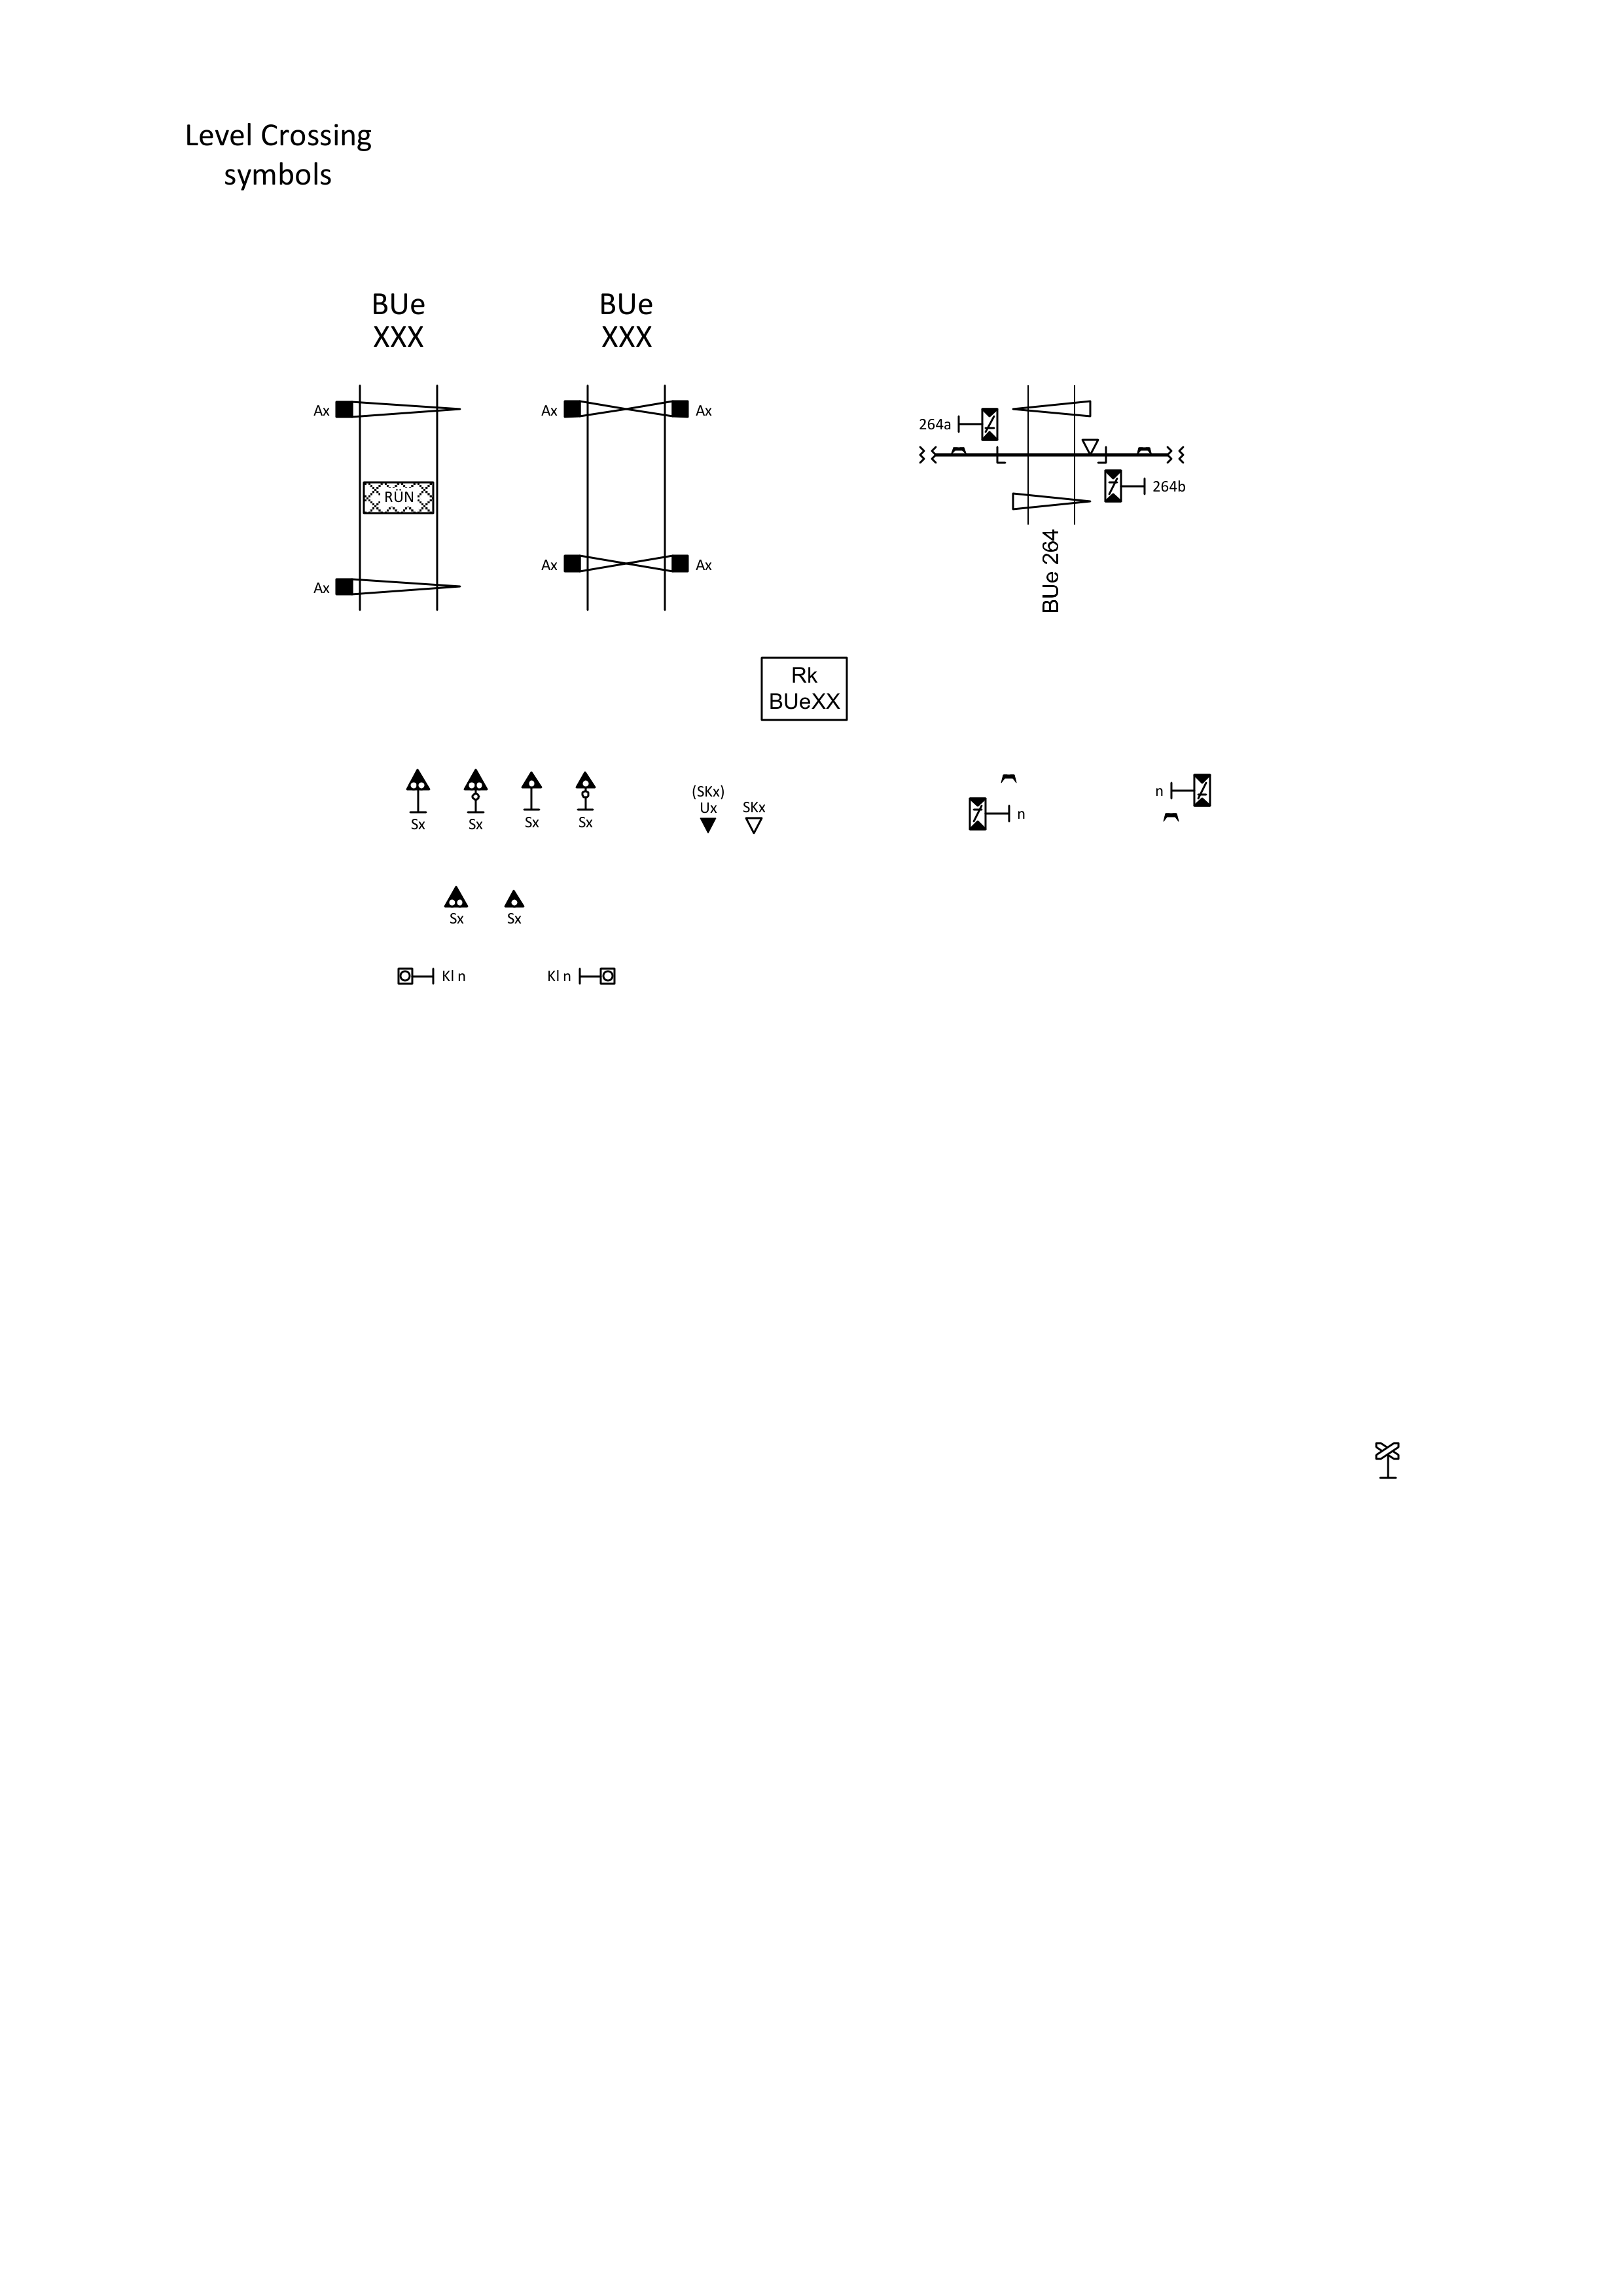 Level Crossing
symbols
BUe
XXX
BUe
XXX
Ax
Ax
Ax
264a
RÜN
264b
Ax
Ax
Ax
BUe 264
Rk
BUeXX
Sx
Sx
Sx
Sx
(SKx)
Ux
SKx
n
n
Sx
Sx
Kl n
Kl n